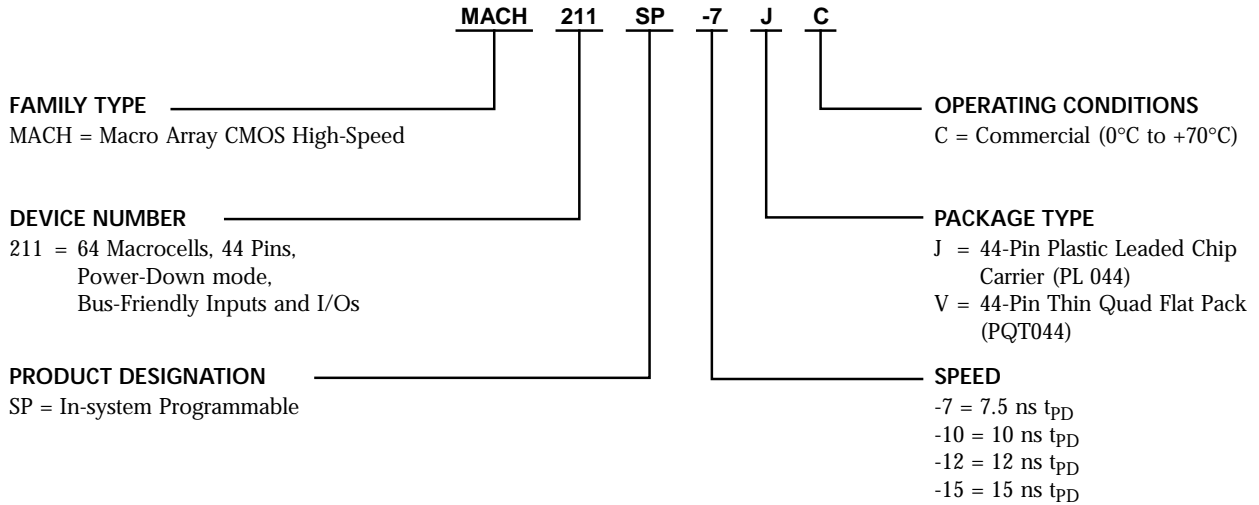 MACH 211 SP -7 J C
FAMILY TYPE
MACH = Macro Array CMOS High-Speed
DEVICE NUMBER
211 = 64 Macrocells, 44 Pins,
Power-Down mode,
Bus-Friendly Inputs and I/Os
PRODUCT DESIGNATION
SP = In-system Programmable
OPERATING CONDITIONS
C = Commercial (0°C to +70°C)
PACKAGE TYPE
J = 44-Pin Plastic Leaded Chip
Carrier (PL 044)
V = 44-Pin Thin Quad Flat Pack
(PQT044)
SPEED
-7 = 7.5 ns tPD
-10 = 10 ns tPD
-12 = 12 ns tPD
-15 = 15 ns tPD